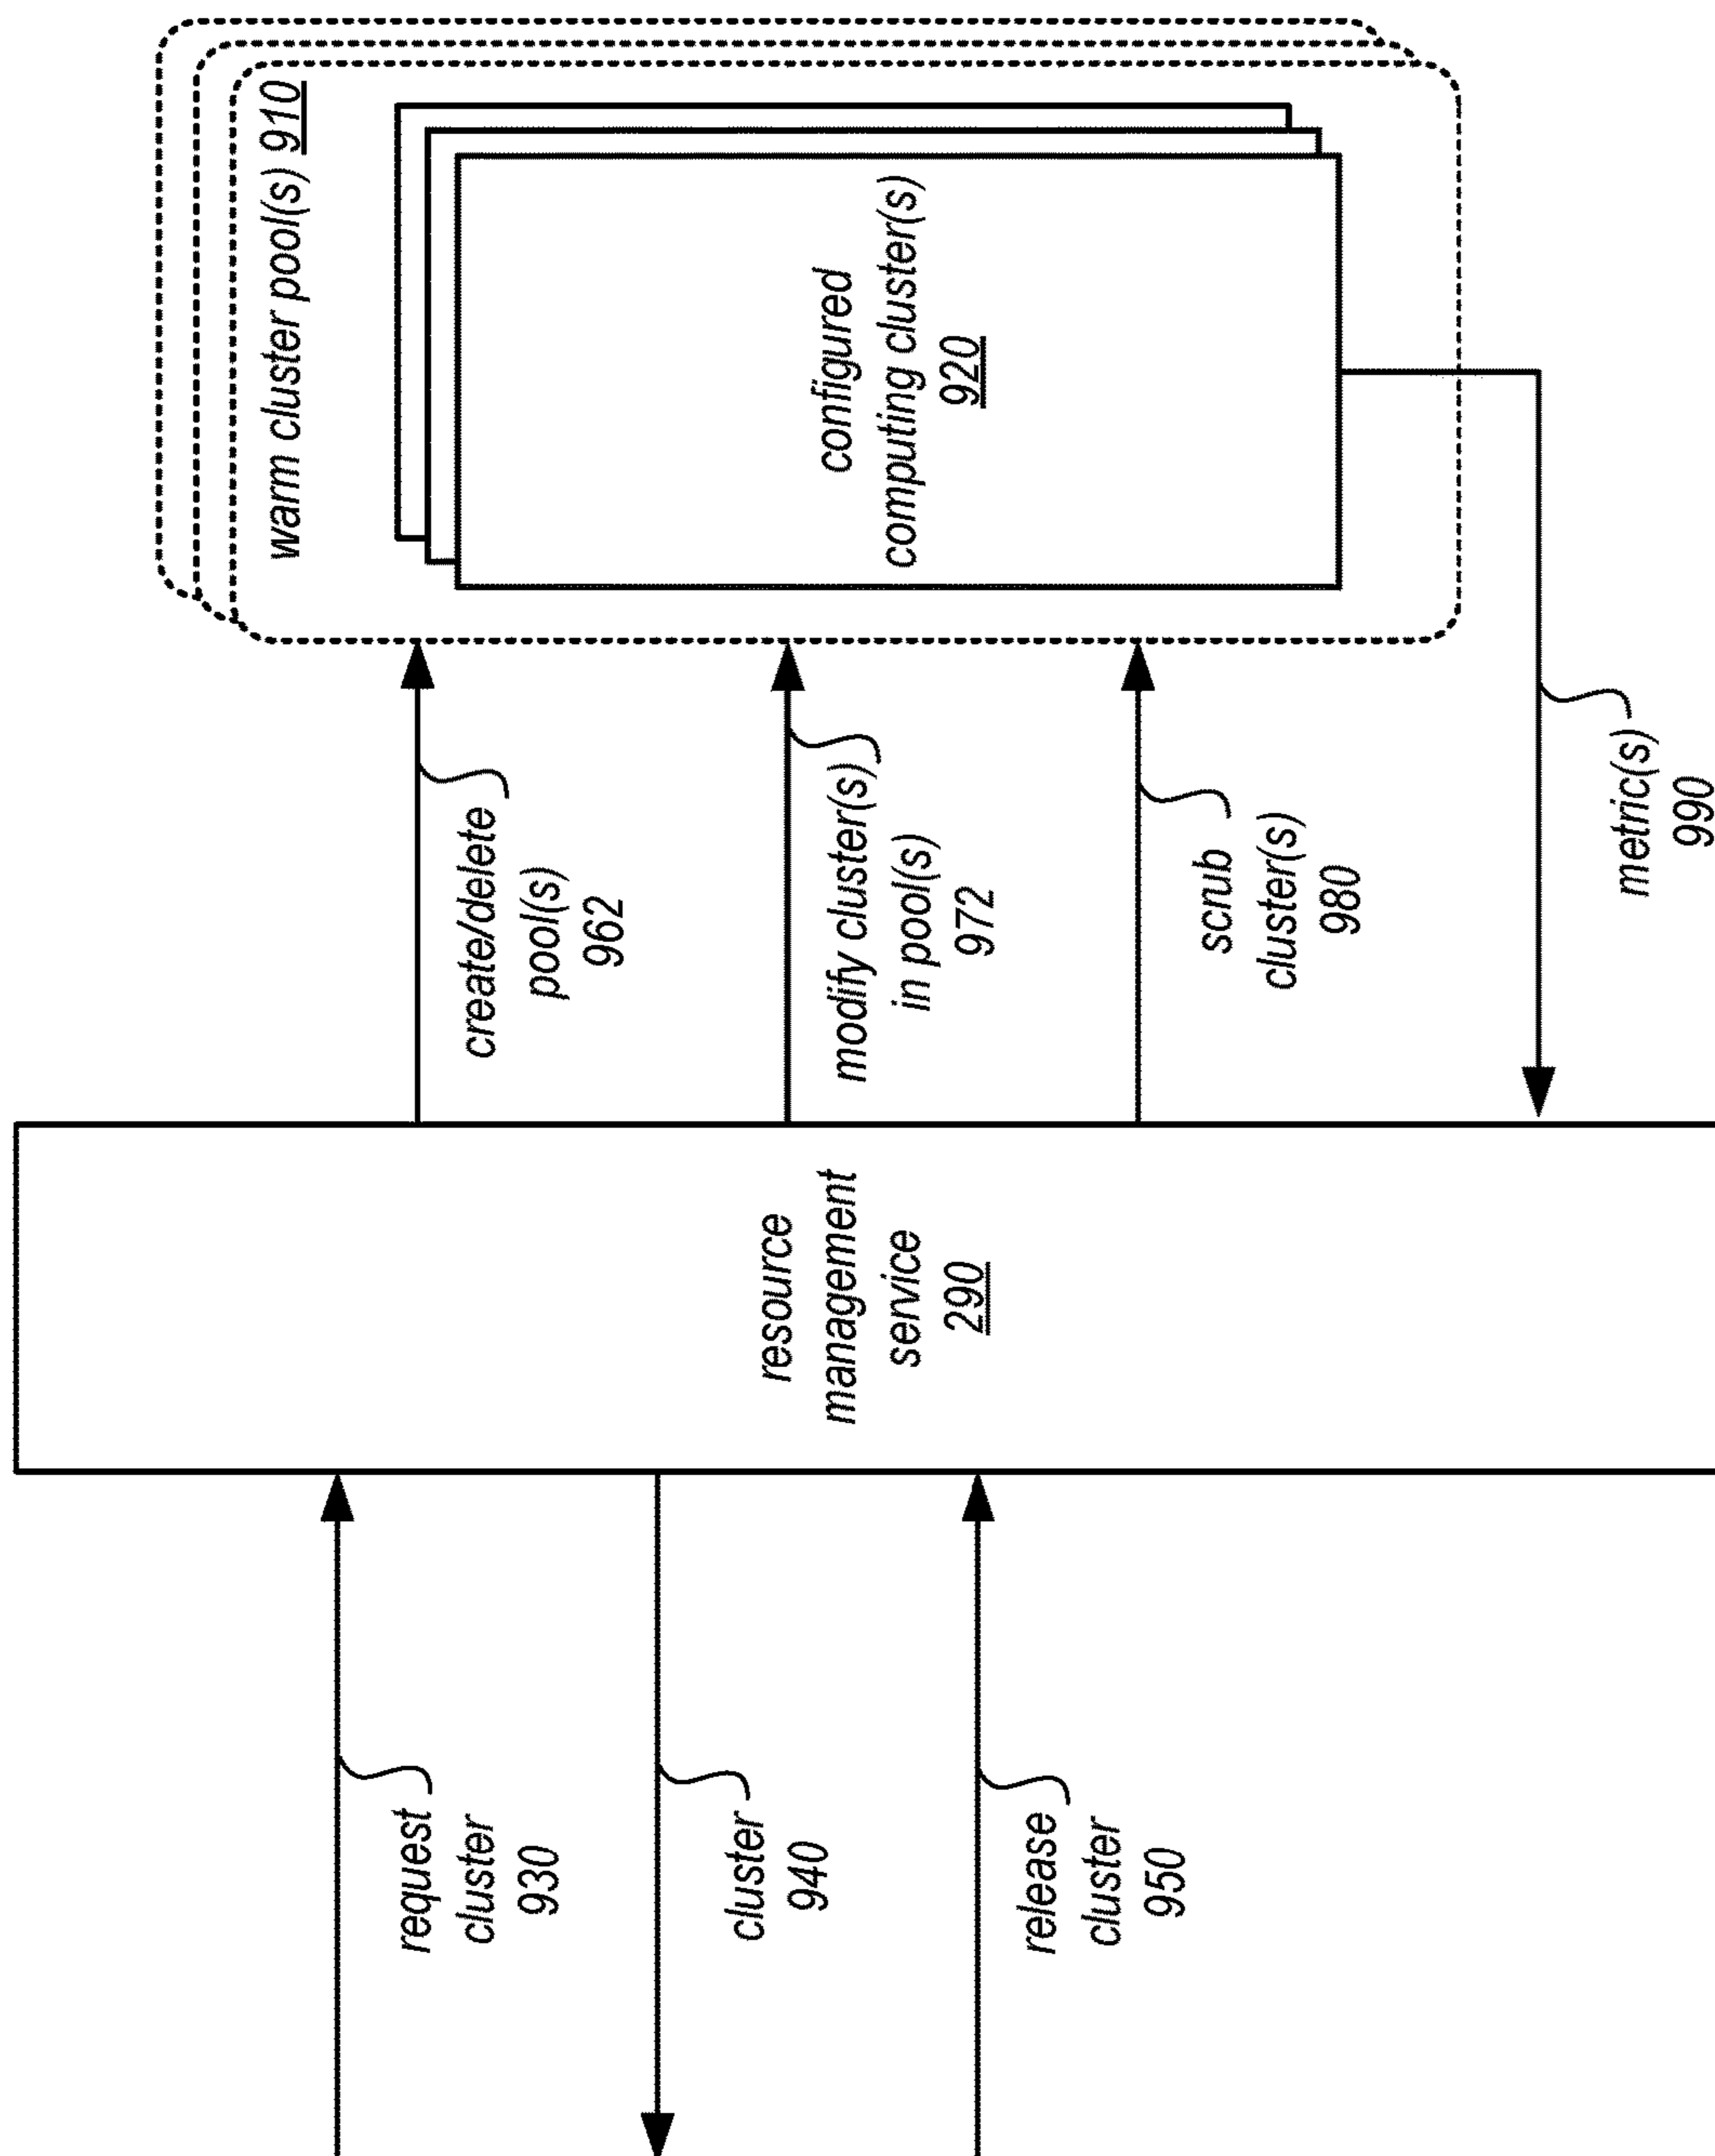 request
cluster
930
cluster
940
release
cluster
950
resource
management
service
290
create/delete
pool(s)
962
modify cluster(s)
in pool(s)
972
scrub
cluster(s)
980
metric(s)
990
warm cluster pool(s) 910
configured
computing cluster(s)
920